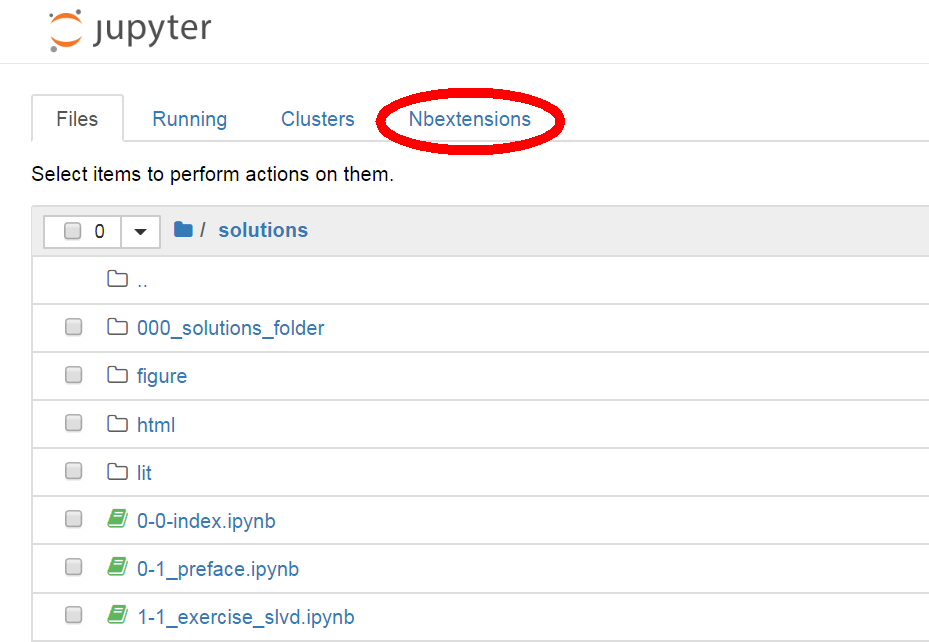 jupyter
Files Running Clusters Nbextensions
Select items to perform actions on them.
0 / solutions
..
000_solutions_folder
figure
html
lit
0-0-index.ipynb
0-1_preface.ipynb
1-1_exercise_slvd.ipynb